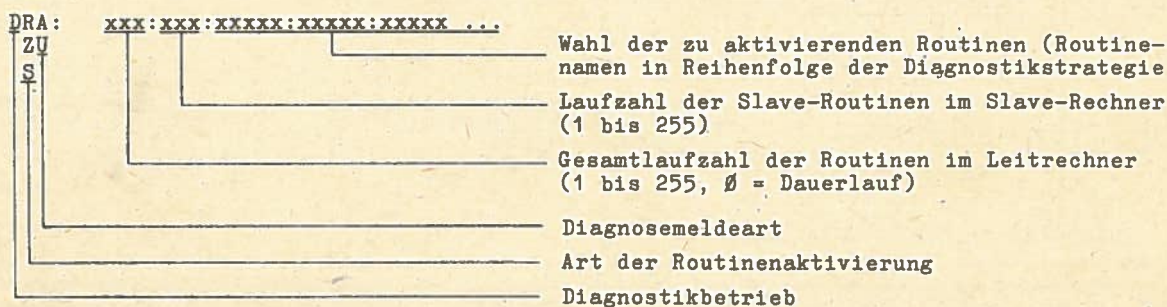 DRA: xxx:xxx:xxxxx:xxxxx:xxxxx ...
ZU
S
Wahl der zu aktivierenden Routinen (Routine-
namen in Reihenfolge der Diagnostikstrategie
Laufzahl der Slave-Routinen im Slave-Rechner
(1 bis 255)
Gesamtlaufzahl der Routinen im Leitrechner
(1 bis 255, Ø = Dauerlauf)
Diagnosemeldeart
Art der Routinenaktivierung
Diagnostikbetrieb